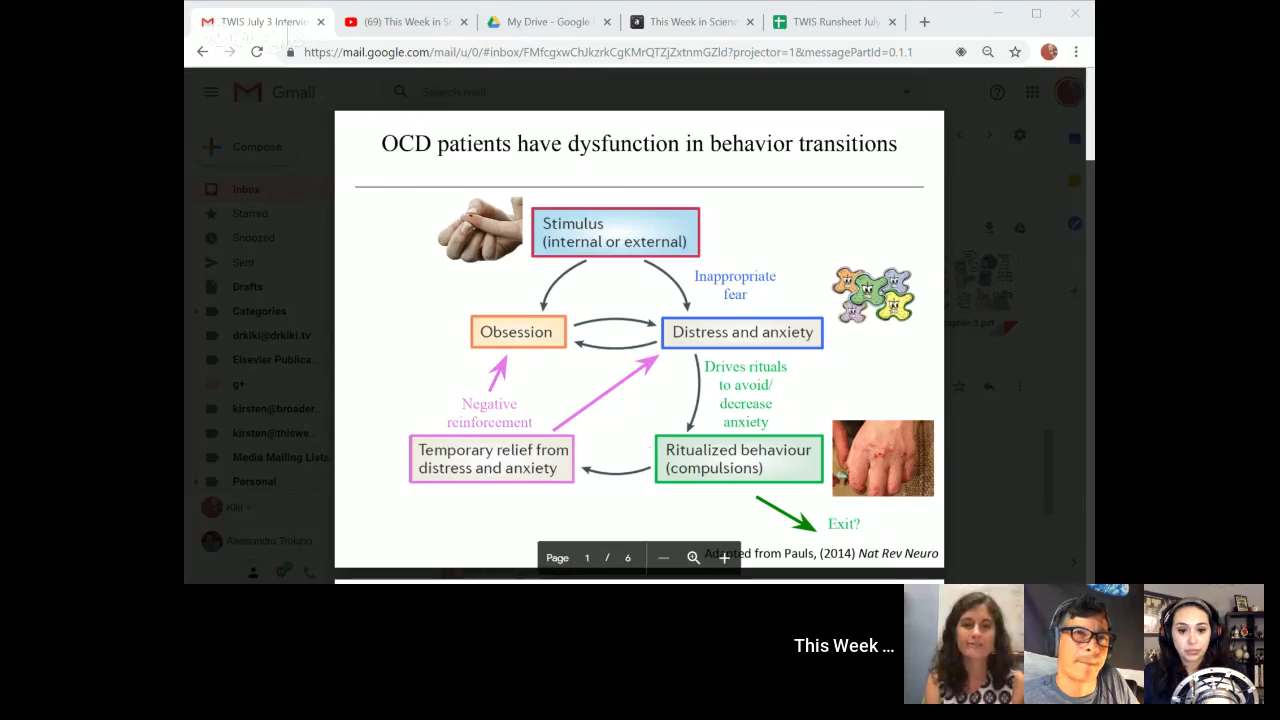 TWIS July 3 Intervie
(69) This Week in Sc
My Drive - Google
This Week in Scienc
TWIS Runsheet July
https://mail.google.com/mail/u/0/#inbox/FMfcgxwChJkzrkCgKMrQTZjZxtnmGZld?projector=1&messagePartId=0.1.1
Gmail
Search mail
Compose
Inbox
Starred
Snoozed
Sent
Drafts
Categories
drkiki@drkiki.tv
Elsevier Publica...
g+
kirsten@broader...
kirsten@thiswe...
Media Mailing Lists
Personal
Kiki
Alessandra Troiano
OCD patients have dysfunction in behavior transitions
Stimulus
(internal or external)
Inappropriate
fear
Obsession
Distress and anxiety
Drives rituals
to avoid/
decrease
anxiety
Negative
reinforcement
Temporary relief from
distress and anxiety
Ritualized behaviour
(compulsions)
Exit?
Adapted from Pauls, (2014) Nat Rev Neuro
Page 1 / 6
This Week ...